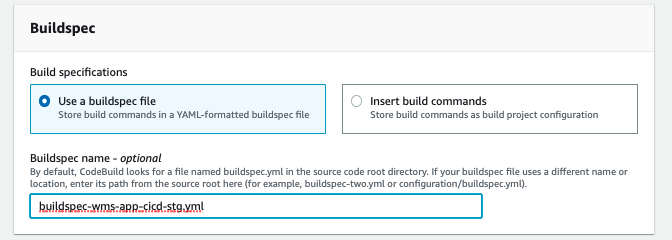 Buildspec
Build specifications
Use a buildspec file
Store build commands in a YAML-formatted buildspec file
Insert build commands
Store build commands as build project configuration
Buildspec name - optional
By default, CodeBuild looks for a file named buildspec.yml in the source code root directory. If your buildspec file uses a different name or
location, enter its path from the source root here (for example, buildspec-two.yml or configuration/buildspec.yml).
buildspec-wms-app-cicd-stg.yml